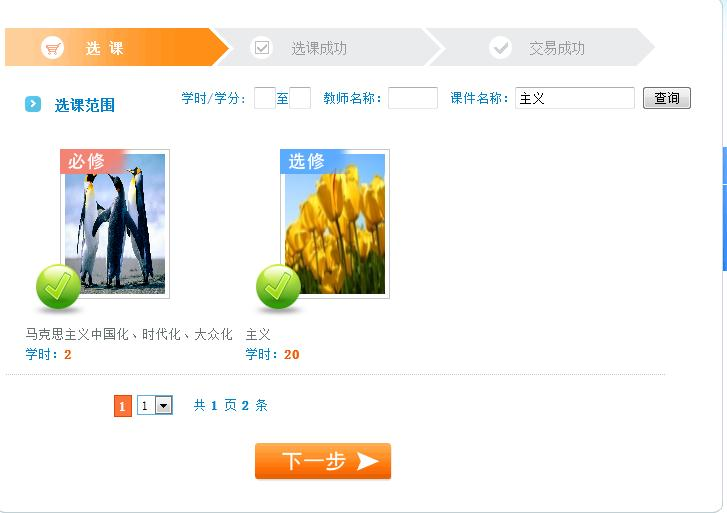 选 课
选课成功
交易成功
选课范围
学时/学分: 至 教师名称: 课件名称: 主义 查询
必修
选修
马克思主义中国化、时代化、大众化
主义
学时: 2
学时: 20
1 1 共 1 页 2 条
下一步